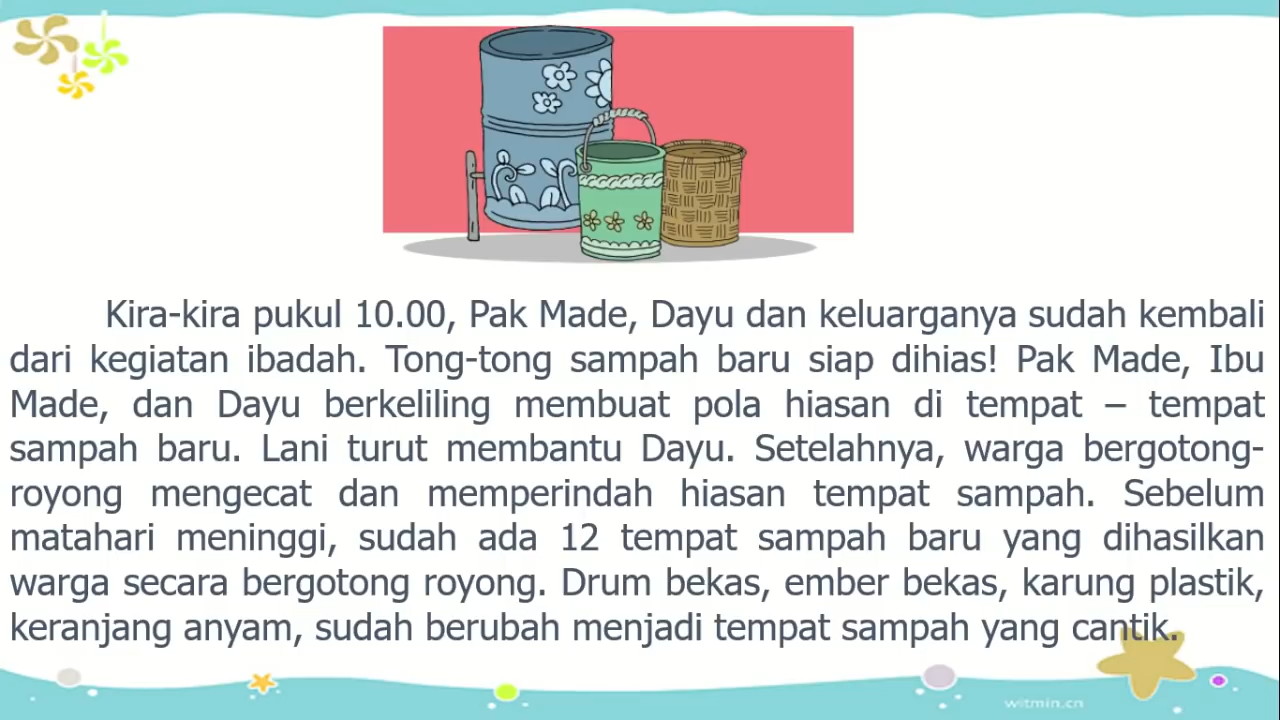 Kira-kira pukul 10.00, Pak Made, Dayu dan keluarganya sudah kembali
dari kegiatan ibadah. Tong-tong sampah baru siap dihias! Pak Made, Ibu
Made, dan Dayu berkeliling membuat pola hiasan di tempat – tempat
sampah baru. Lani turut membantu Dayu. Setelahnya, warga bergotong-
royong mengecat dan memperindah hiasan tempat sampah. Sebelum
matahari meninggi, sudah ada 12 tempat sampah baru yang dihasilkan
warga secara bergotong royong. Drum bekas, ember bekas, karung plastik,
keranjang anyam, sudah berubah menjadi tempat sampah yang cantik.
witmin.cn